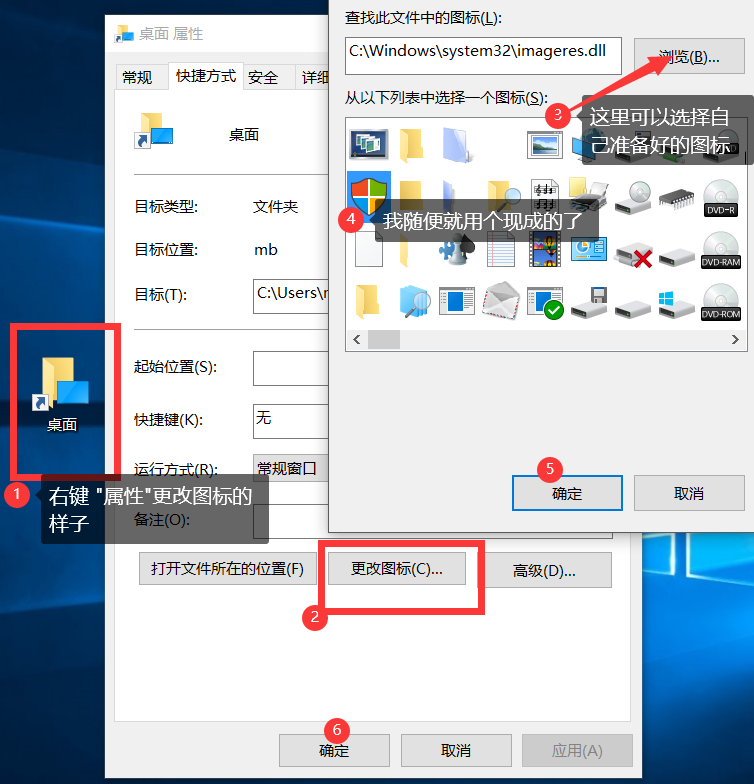 桌面 属性
常规
快捷方式
安全
详细
桌面
目标类型:
文件夹
目标位置:
mb
目标(T):
C:\Users\
起始位置(S):
快捷键(K):
无
运行方式(R):
常规窗口
备注(O):
打开文件所在的位置(F)
更改图标(C)...
高级(D)...
2
6
确定
取消
应用(A)
桌面
1
右键 "属性"更改图标的
样子
查找此文件中的图标(L):
C:\Windows\system32\imageres.dll
浏览(B)...
从以下列表中选择一个图标(S):
3
这里可以选择自
己准备好的图标
4
我随便就用个现成的了
DVD-R
DVD-RAM
DVD-ROM
5
确定
取消